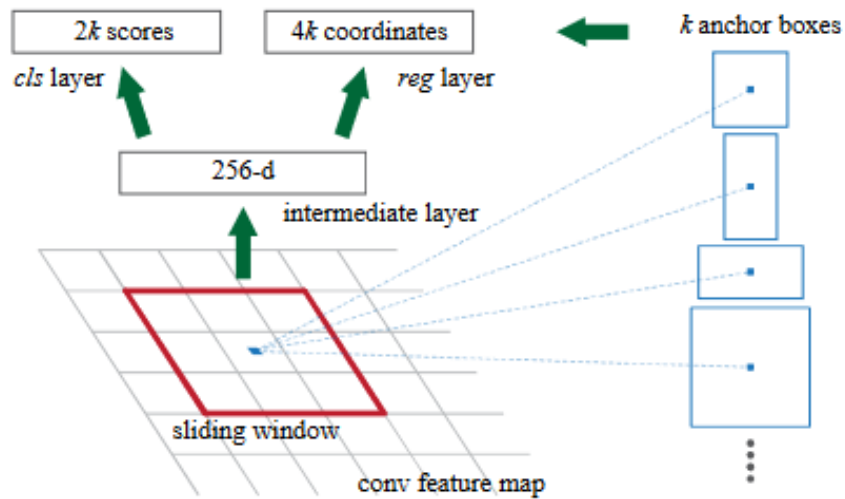 2k scores
4k coordinates
k anchor boxes
cls layer
reg layer
256-d
intermediate layer
sliding window
conv feature map